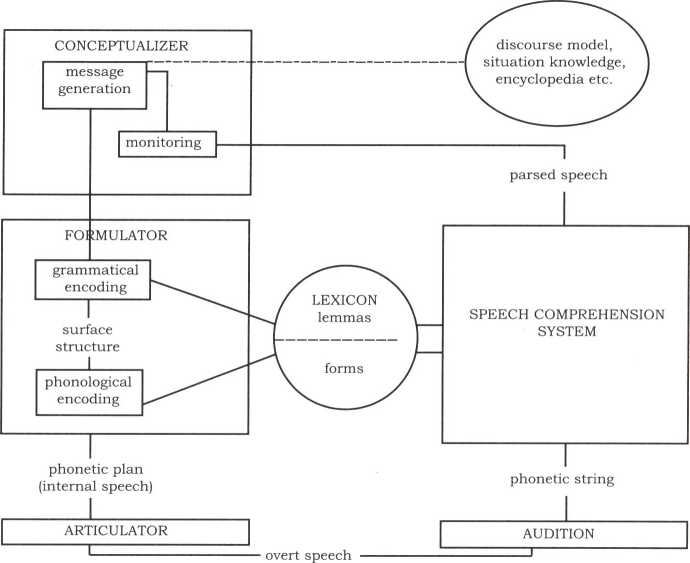 CONCEPTUALIZER
message
generation
monitoring
discourse model,
situation knowledge,
encyclopedia etc.
parsed speech
FORMULATOR
grammatical
encoding
surface
structure
phonological
encoding
LEXICON
lemmas
forms
SPEECH COMPREHENSION
SYSTEM
phonetic plan
(internal speech)
phonetic string
ARTICULATOR
AUDITION
overt speech